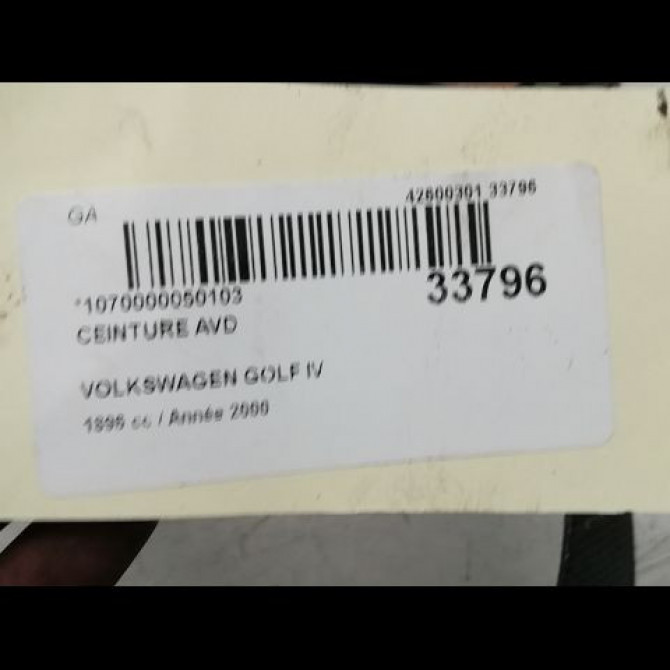 GA
42600301 33796
*1070000050103
33796
CEINTURE AVD
VOLKSWAGEN GOLF IV
1896 cc / Année 2000